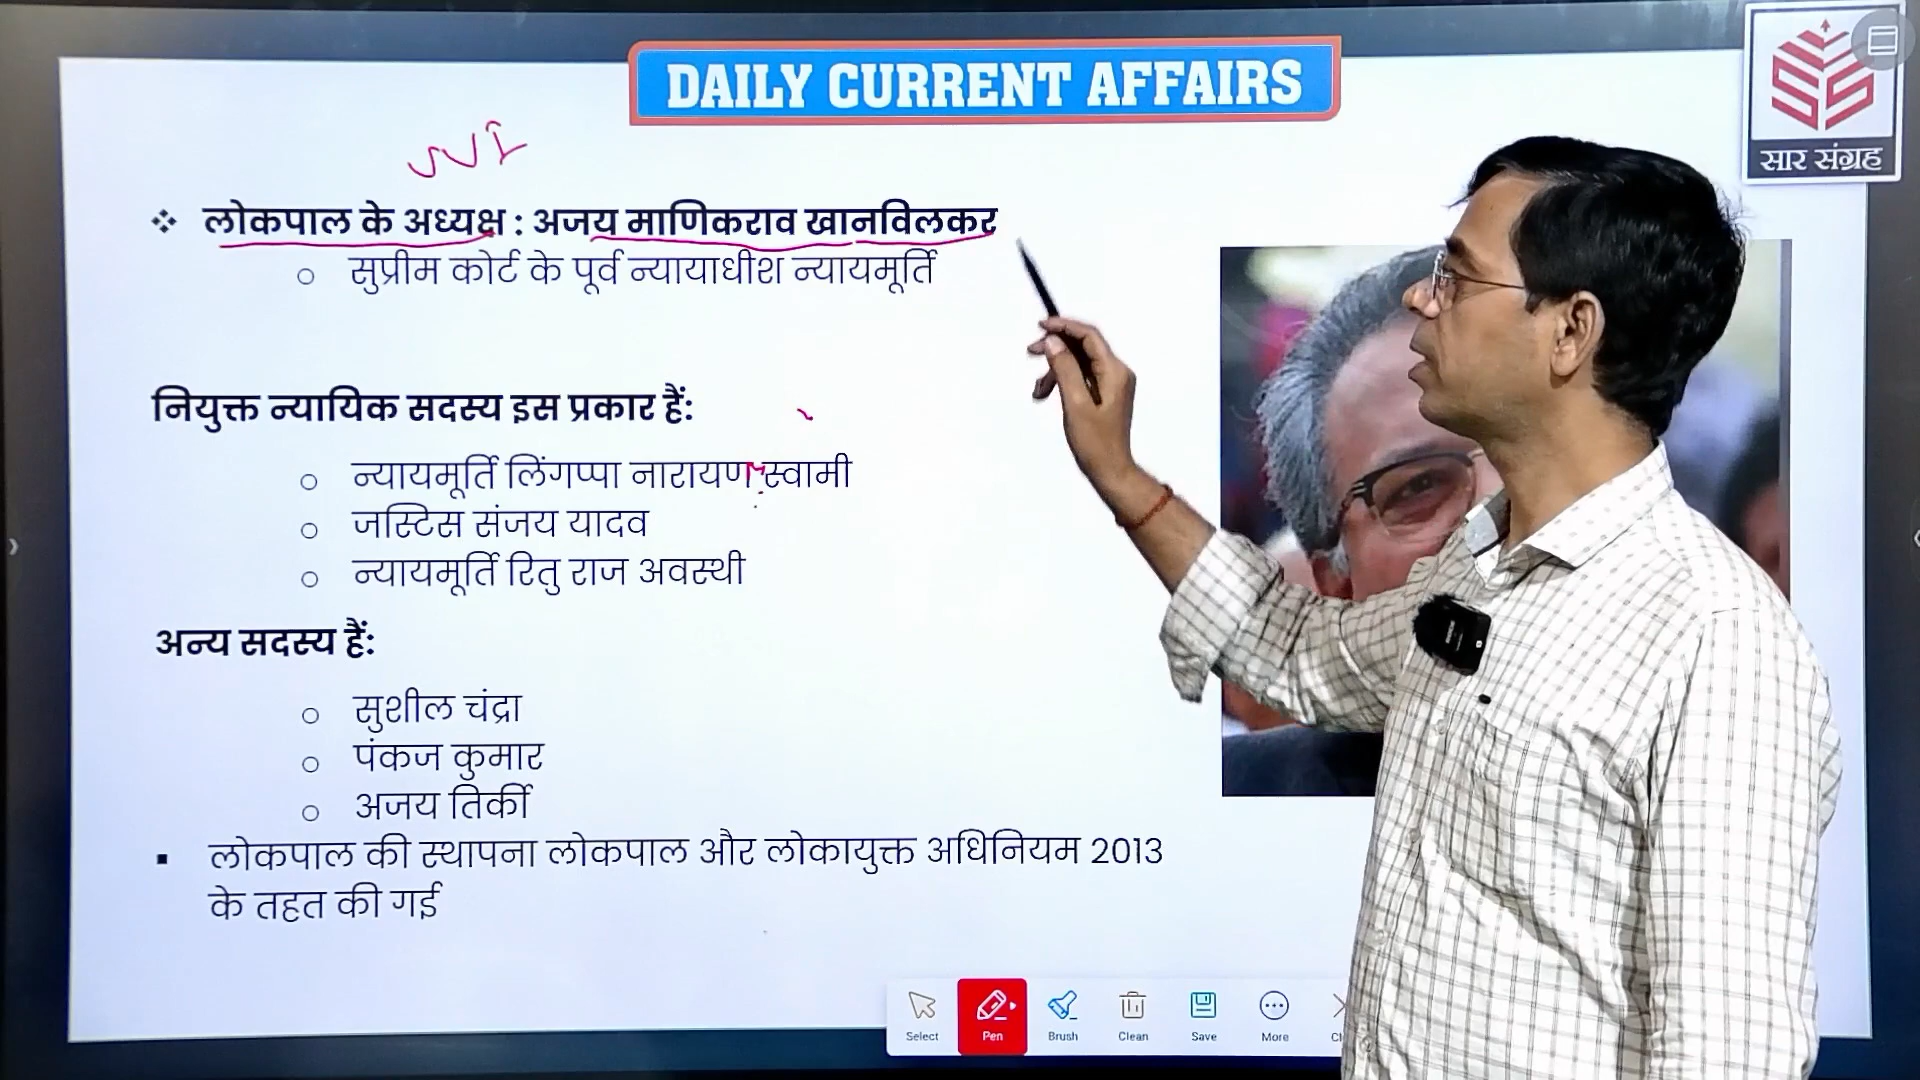 DAILY CURRENT AFFAIRS
सार संग्रह
VVI
लोकपाल के अध्यक्ष : अजय माणिकराव खानविलकर
सुप्रीम कोर्ट के पूर्व न्यायाधीश न्यायमूर्ति
नियुक्त न्यायिक सदस्य इस प्रकार हैं:
न्यायमूर्ति लिंगप्पा नारायण स्वामी
जस्टिस संजय यादव
न्यायमूर्ति रितु राज अवस्थी
अन्य सदस्य हैं:
सुशील चंद्रा
पंकज कुमार
अजय तिर्की
लोकपाल की स्थापना लोकपाल और लोकायुक्त अधिनियम 2013
के तहत की गई
Select Pen Brush Clean Save More